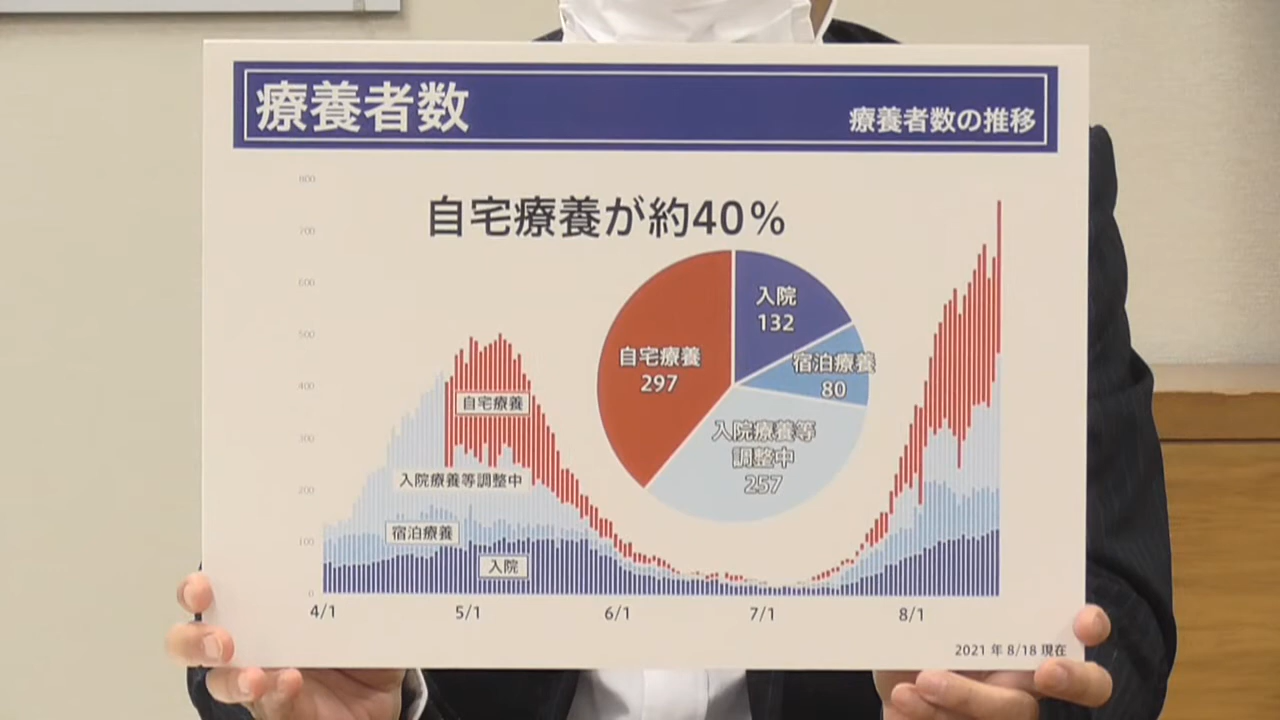 療養者数
療養者数の推移
自宅療養が約40%
800
700
600
500
400
300
200
100
0
入院
132
宿泊療養
80
自宅療養
297
入院療養等
調整中
257
自宅療養
入院療養等調整中
宿泊療養
入院
4/1
5/1
6/1
7/1
8/1
2021 年 8/18 現在